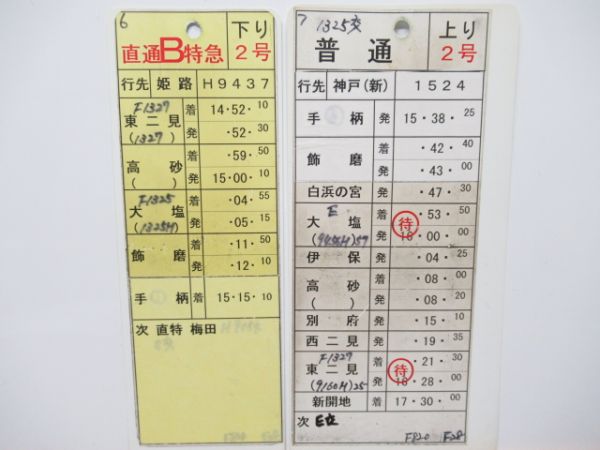 6
下り
直通B特急 2号
行先 姫路 H9437
F1327
東二見 着 14・52・10
(1327) 発 ・52・30
高砂 着 ・59・50
( ) 発 15・00・10
F1325
大塩 着 ・04・55
(1325H) 発 ・05・15
飾磨 着 ・11・50
発 ・12・10
手柄 着 15・15・10
次 直特 梅田
7 1325交
上り
普通 2号
行先 神戸(新) 1524
手柄 発 15・38・25
飾磨 着 ・42・40
発 ・43・00
白浜の宮 発 ・47・30
E
大塩 着 ・53・50
待
(9456H)57 発 16・00・00
伊保 発 ・04・25
高砂 着 ・08・00
( ) 発 ・08・20
別府 発 ・15・10
西二見 発 ・19・35
F1327
東二見 着 ・21・30
待
(9160H)25 発 16・28・00
新開地 着 17・30・00
次
F820 F28